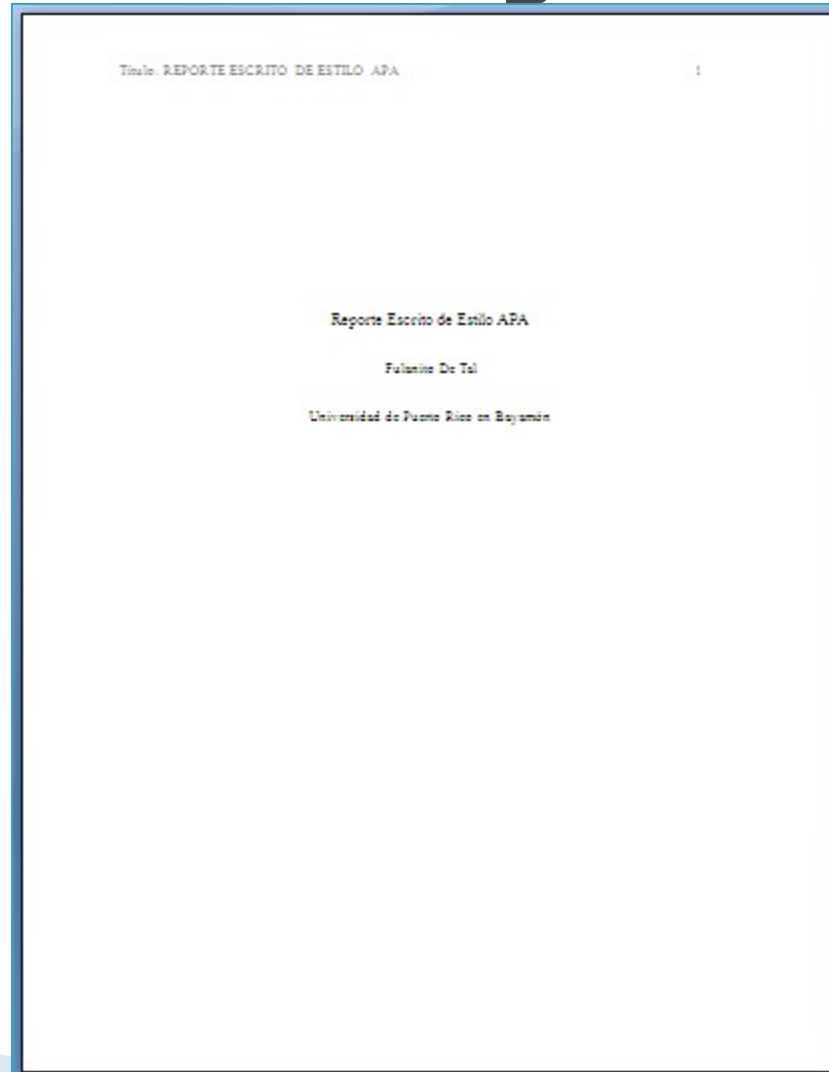 Titulo: REPORTE ESCRITO DE ESTILO APA 1
Reporte Escrito de Estilo APA
Fulanito De Tal
Universidad de Puerto Rico en Bayamón